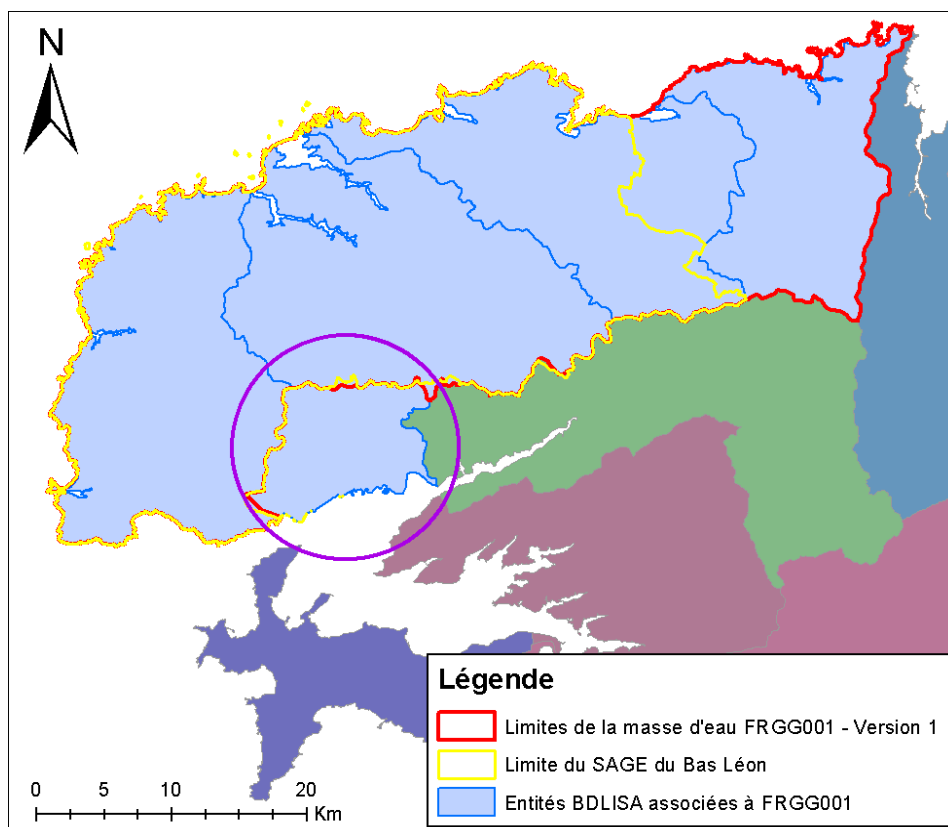 N
Légende
Limites de la masse d'eau FRGG001 - Version 1
Limite du SAGE du Bas Léon
Entités BDLISA associées à FRGG001
0 5 10 20
Km